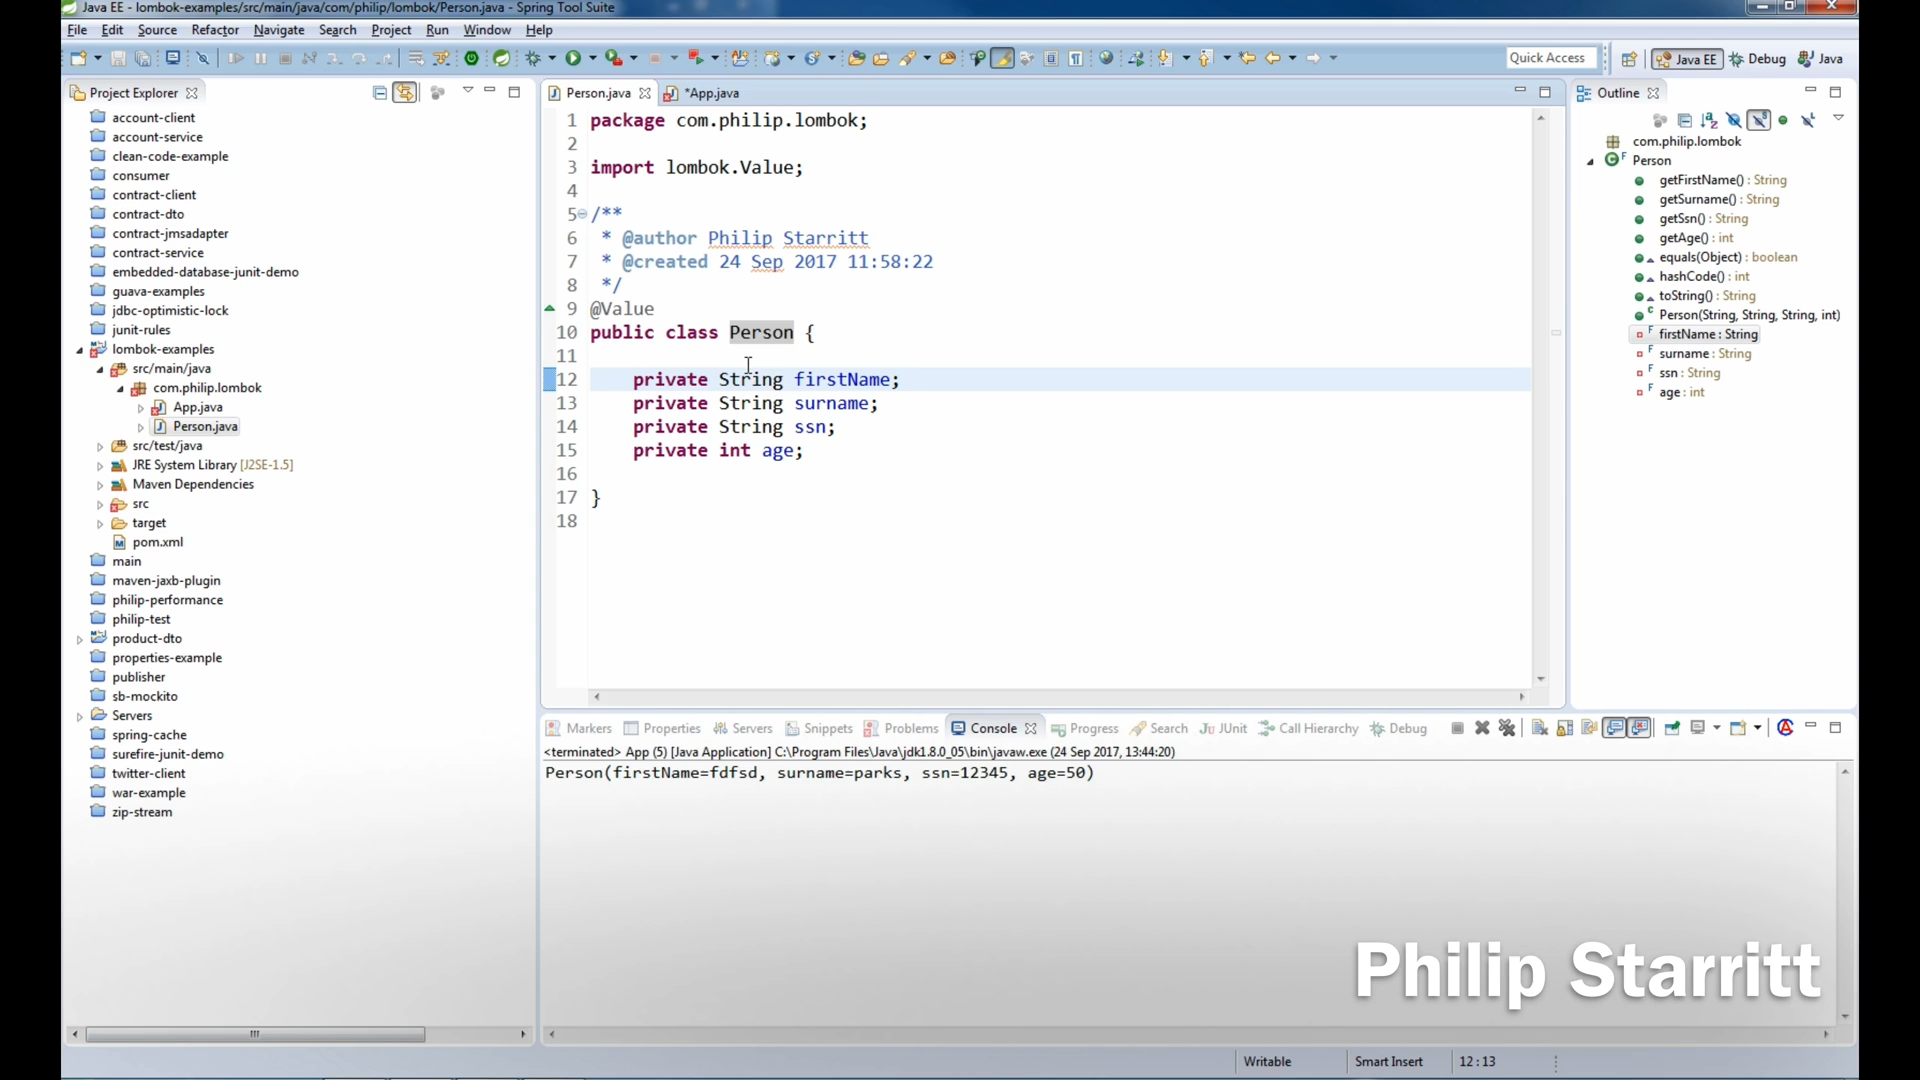 Java EE - lombok-examples/src/main/java/com/philip/lombok/Person.java - Spring Tool Suite
File Edit Source Refactor Navigate Search Project Run Window Help
Quick Access Java EE Debug Java
Project Explorer
account-client
account-service
clean-code-example
consumer
contract-client
contract-dto
contract-jmsadapter
contract-service
embedded-database-junit-demo
guava-examples
jdbc-optimistic-lock
junit-rules
lombok-examples
src/main/java
com.philip.lombok
App.java
Person.java
src/test/java
JRE System Library [J2SE-1.5]
Maven Dependencies
src
target
pom.xml
main
maven-jaxb-plugin
philip-performance
philip-test
product-dto
properties-example
publisher
sb-mockito
Servers
spring-cache
surefire-junit-demo
twitter-client
war-example
zip-stream
Person.java *App.java
1 package com.philip.lombok;
2
3 import lombok.Value;
4
5 /**
6 * @author Philip Starritt
7 * @created 24 Sep 2017 11:58:22
8 */
9 @Value
10 public class Person {
11
12 private String firstName;
13 private String surname;
14 private String ssn;
15 private int age;
16
17 }
18
Outline
com.philip.lombok
Person
getFirstName() : String
getSurname() : String
getSsn() : String
getAge() : int
equals(Object) : boolean
hashCode() : int
toString() : String
Person(String, String, String, int)
firstName : String
surname : String
ssn : String
age : int
Markers Properties Servers Snippets Problems Console Progress Search JUnit Call Hierarchy Debug
<terminated> App (5) [Java Application] C:\Program Files\Java\jdk1.8.0_05\bin\javaw.exe (24 Sep 2017, 13:44:20)
Person(firstName=fdfsd, surname=parks, ssn=12345, age=50)
Philip Starritt
Writable Smart Insert 12 : 13